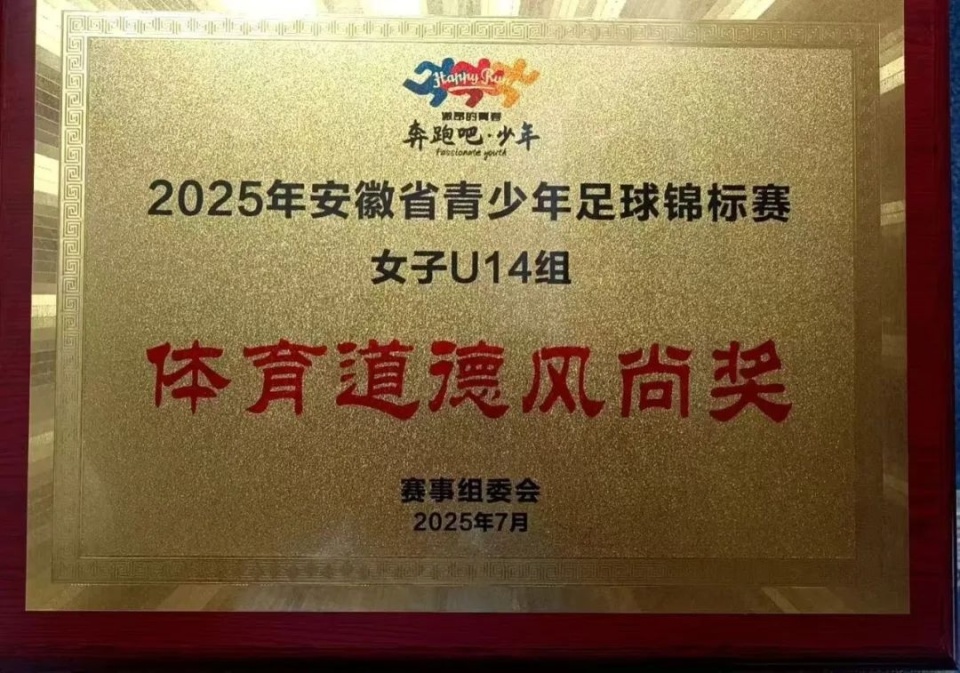 Happy Run
激昂的青春
奔跑吧·少年
Passionate youth
2025年安徽省青少年足球锦标赛
女子U14组
体育道德风尚奖
赛事组委会
2025年7月